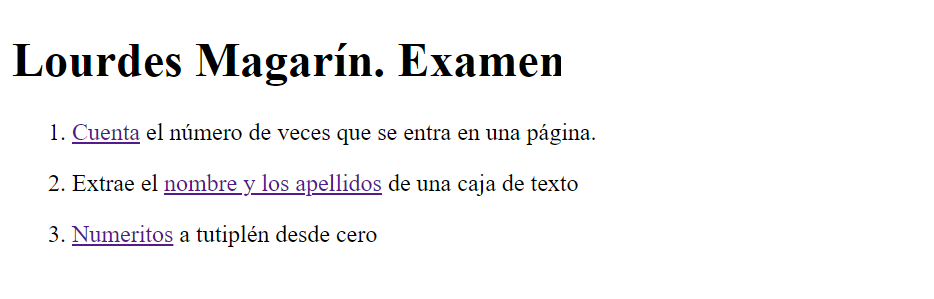 Lourdes Magarín. Examen
1. Cuenta el número de veces que se entra en una página.
2. Extrae el nombre y los apellidos de una caja de texto
3. Numeritos a tutiplén desde cero